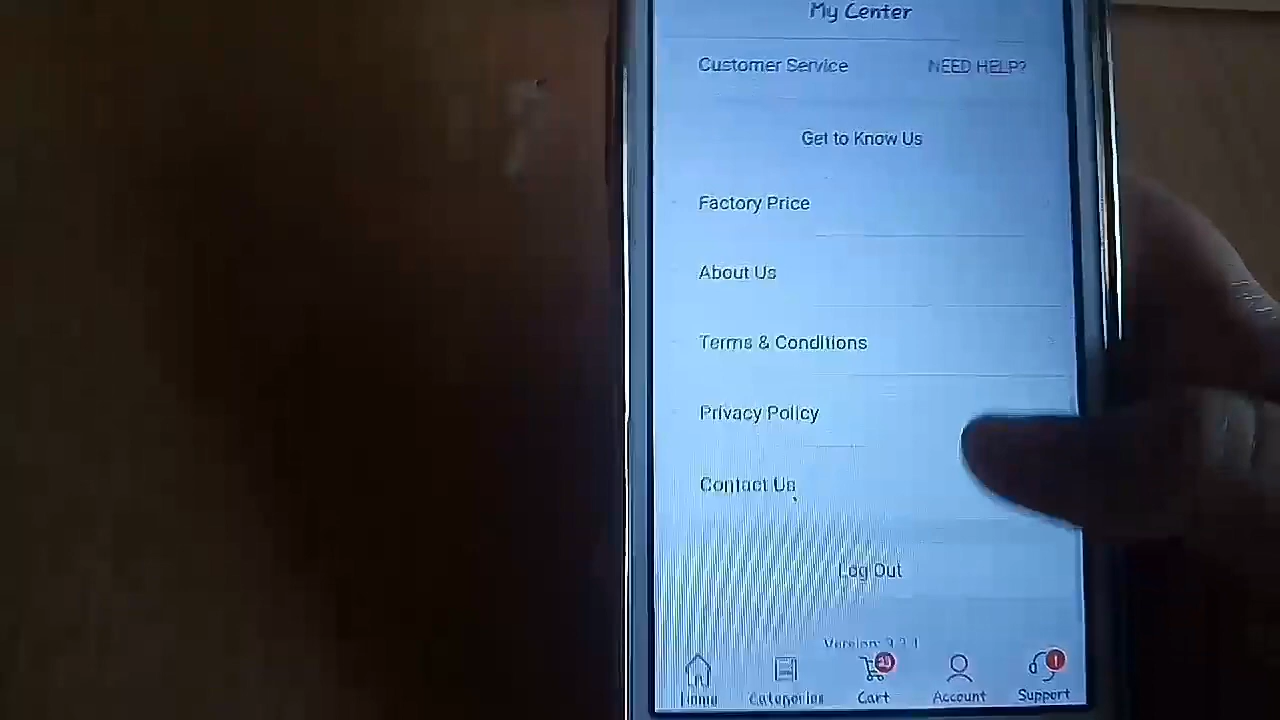 My Center
Customer Service NEED HELP?
Get to Know Us
Factory Price
About Us
Terms & Conditions
Privacy Policy
Contact Us
Log Out
Version:
Home Categories Cart Account Support